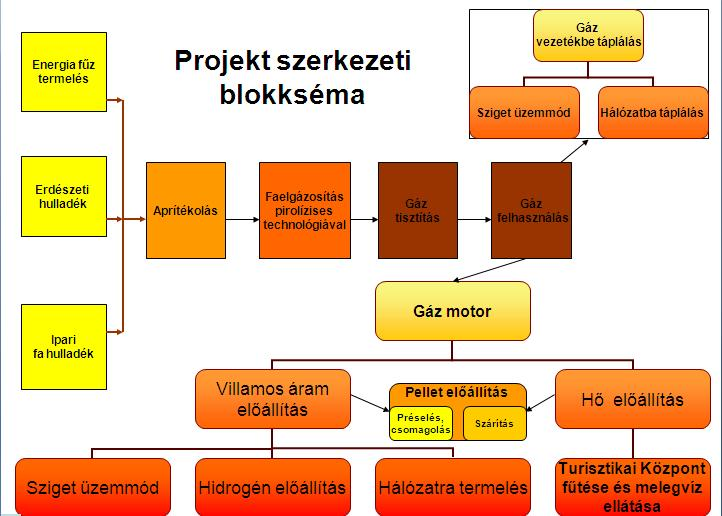 Projekt szerkezeti
blokkséma
Gáz
vezetékbe táplálás
Sziget üzemmód
Hálózatba táplálás
Energia fűz
termelés
Erdészeti
hulladék
Ipari
fa hulladék
Aprítékolás
Faelgázosítás
pirolízises
technológiával
Gáz
tisztítás
Gáz
felhasználás
Gáz motor
Villamos áram
előállítás
Pellet előállítás
Préselés,
csomagolás
Szárítás
Hő előállítás
Sziget üzemmód
Hidrogén előállítás
Hálózatra termelés
Turisztikai Központ
fűtése és melegvíz
ellátása